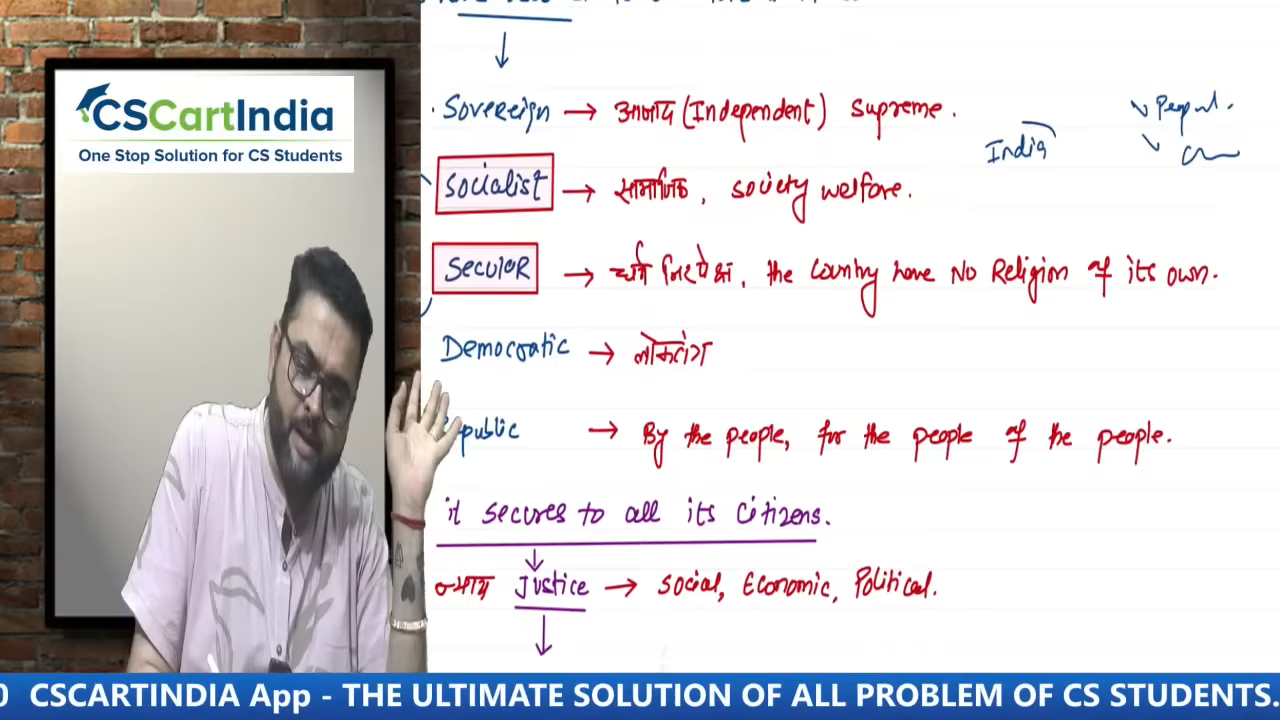 CSCartIndia
One Stop Solution for CS Students
Sovereign → आजाद (Independent) supreme.
India
Socialist → सामाजिक, society welfare.
Secular → धर्म निरपेक्ष, the Country have No Religion of its own.
Democratic → लोकतंत्र
public → By the people, for the people of the people.
it secures to all its citizens.
न्याय Justice → social, Economic, Political.
0 CSCARTINDIA App - THE ULTIMATE SOLUTION OF ALL PROBLEM OF CS STUDENTS.